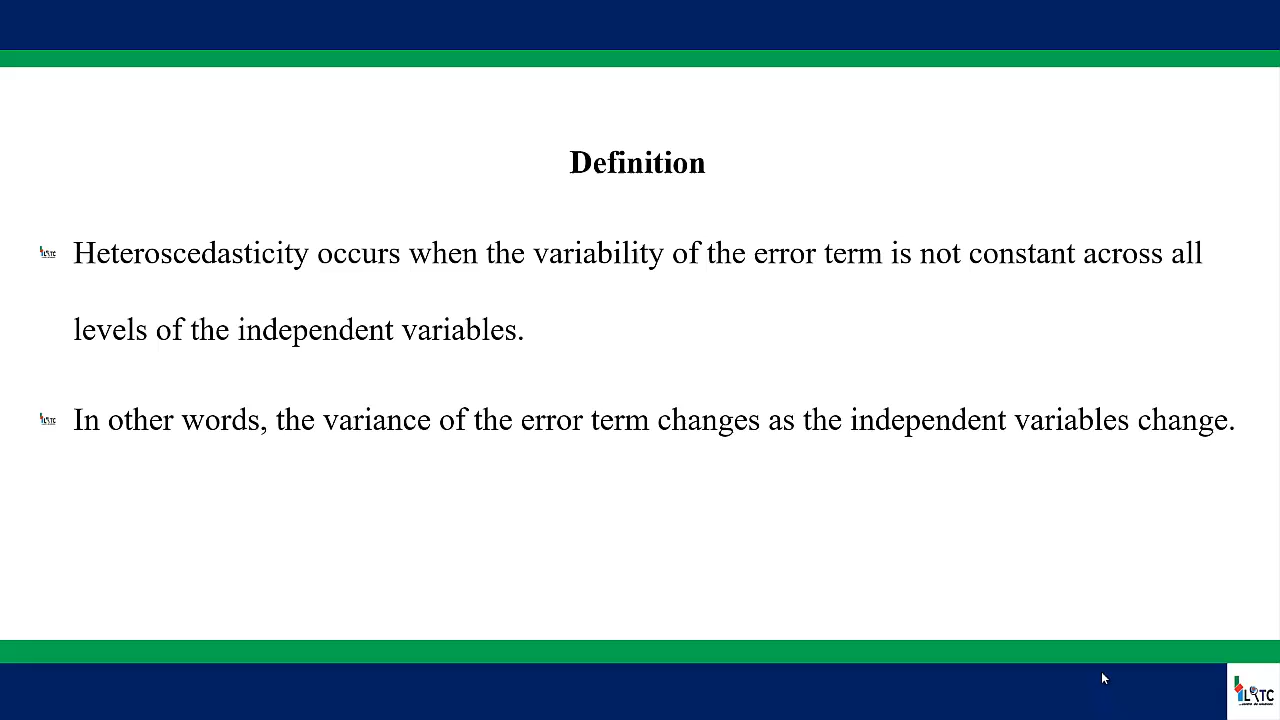 Definition
Heteroscedasticity occurs when the variability of the error term is not constant across all
levels of the independent variables.
In other words, the variance of the error term changes as the independent variables change.